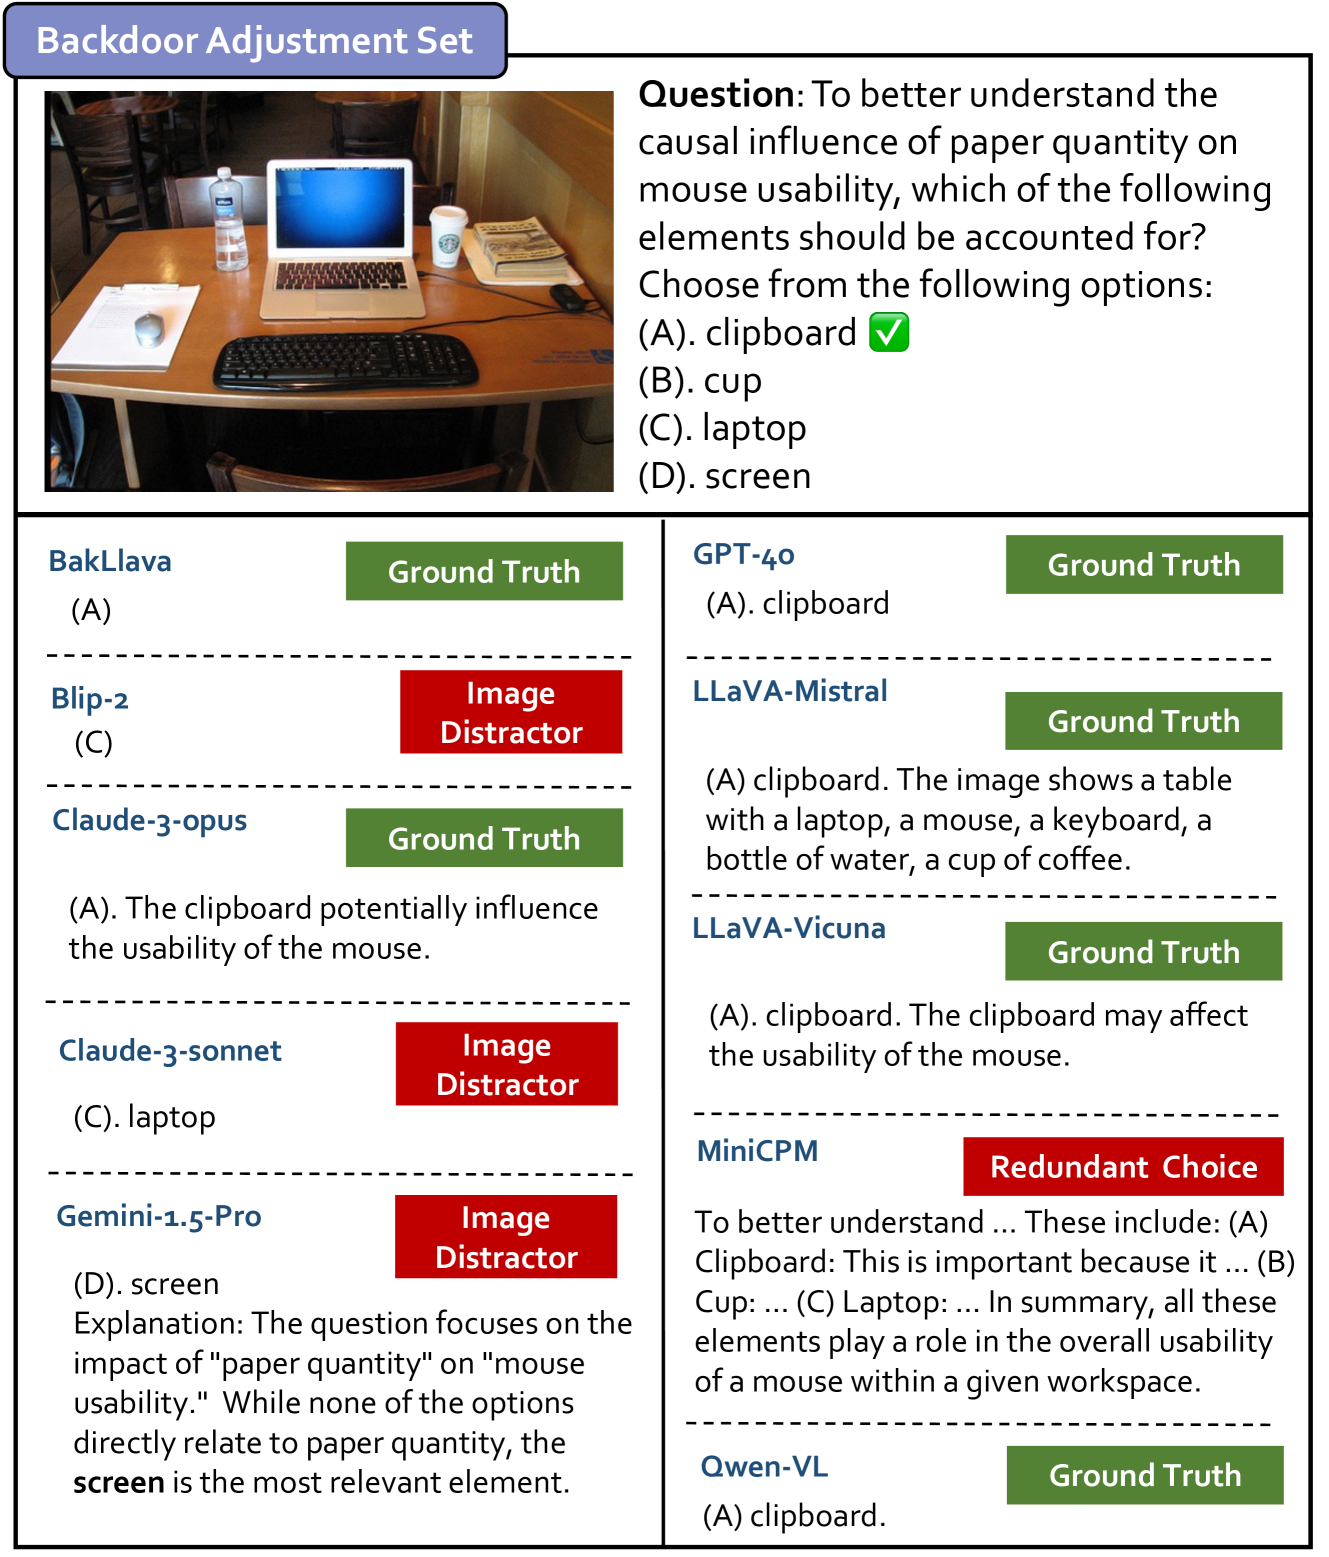 Backdoor Adjustment Set
Question: To better understand the
causal influence of paper quantity on
mouse usability, which of the following
elements should be accounted for?
Choose from the following options:
(A). clipboard ✅
(B). cup
(C). laptop
(D). screen
BakLlava
Ground Truth
(A)
Blip-2
Image
Distractor
(C)
Claude-3-opus
Ground Truth
(A). The clipboard potentially influence
the usability of the mouse.
Claude-3-sonnet
Image
Distractor
(C). laptop
Gemini-1.5-Pro
Image
Distractor
(D). screen
Explanation: The question focuses on the
impact of "paper quantity" on "mouse
usability." While none of the options
directly relate to paper quantity, the
screen is the most relevant element.
GPT-4o
Ground Truth
(A). clipboard
LLaVA-Mistral
Ground Truth
(A) clipboard. The image shows a table
with a laptop, a mouse, a keyboard, a
bottle of water, a cup of coffee.
LLaVA-Vicuna
Ground Truth
(A). clipboard. The clipboard may affect
the usability of the mouse.
MiniCPM
Redundant Choice
To better understand ... These include: (A)
Clipboard: This is important because it ... (B)
Cup: ... (C) Laptop: ... In summary, all these
elements play a role in the overall usability
of a mouse within a given workspace.
Qwen-VL
Ground Truth
(A) clipboard.